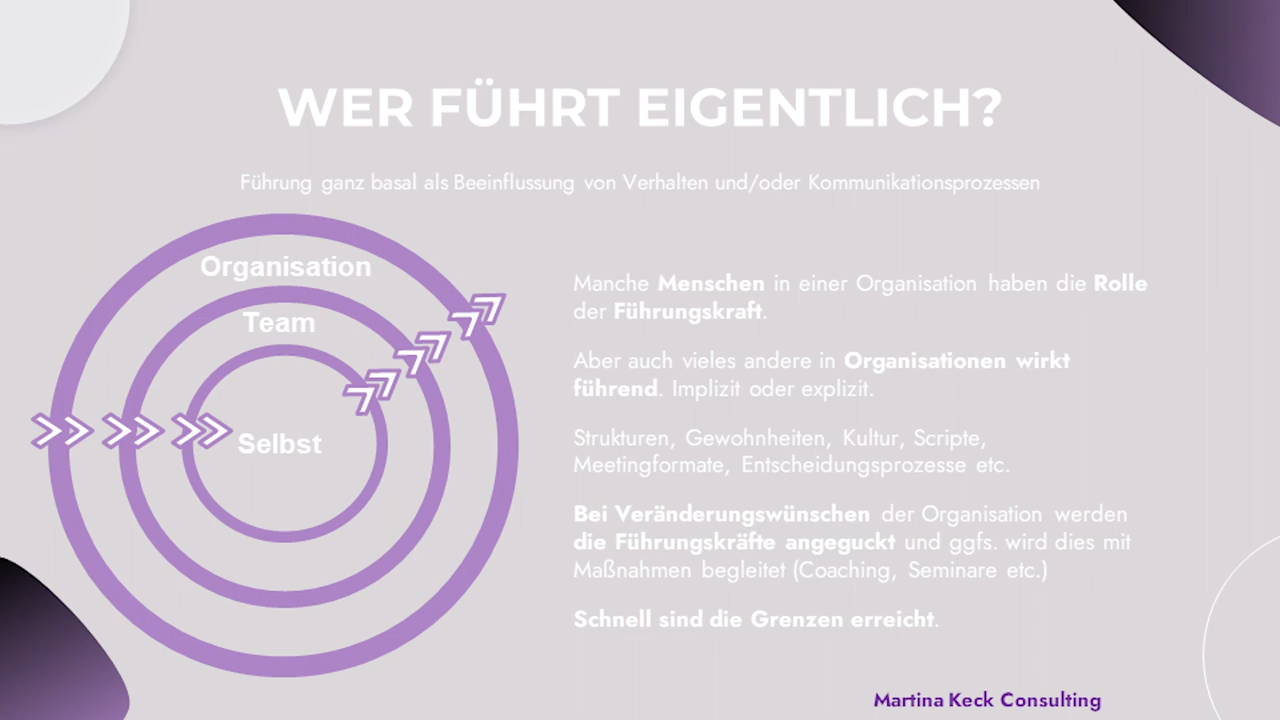 WER FÜHRT EIGENTLICH?
Führung ganz basal als Beeinflussung von Verhalten und/oder Kommunikationsprozessen
Organisation
Team
Selbst
Manche Menschen in einer Organisation haben die Rolle
der Führungskraft.
Aber auch vieles andere in Organisationen wirkt
führend. Implizit oder explizit.
Strukturen, Gewohnheiten, Kultur, Scripte,
Meetingformate, Entscheidungsprozesse etc.
Bei Veränderungswünschen der Organisation werden
die Führungskräfte angeguckt und ggfs. wird dies mit
Maßnahmen begleitet (Coaching, Seminare etc.)
Schnell sind die Grenzen erreicht.
Martina Keck Consulting